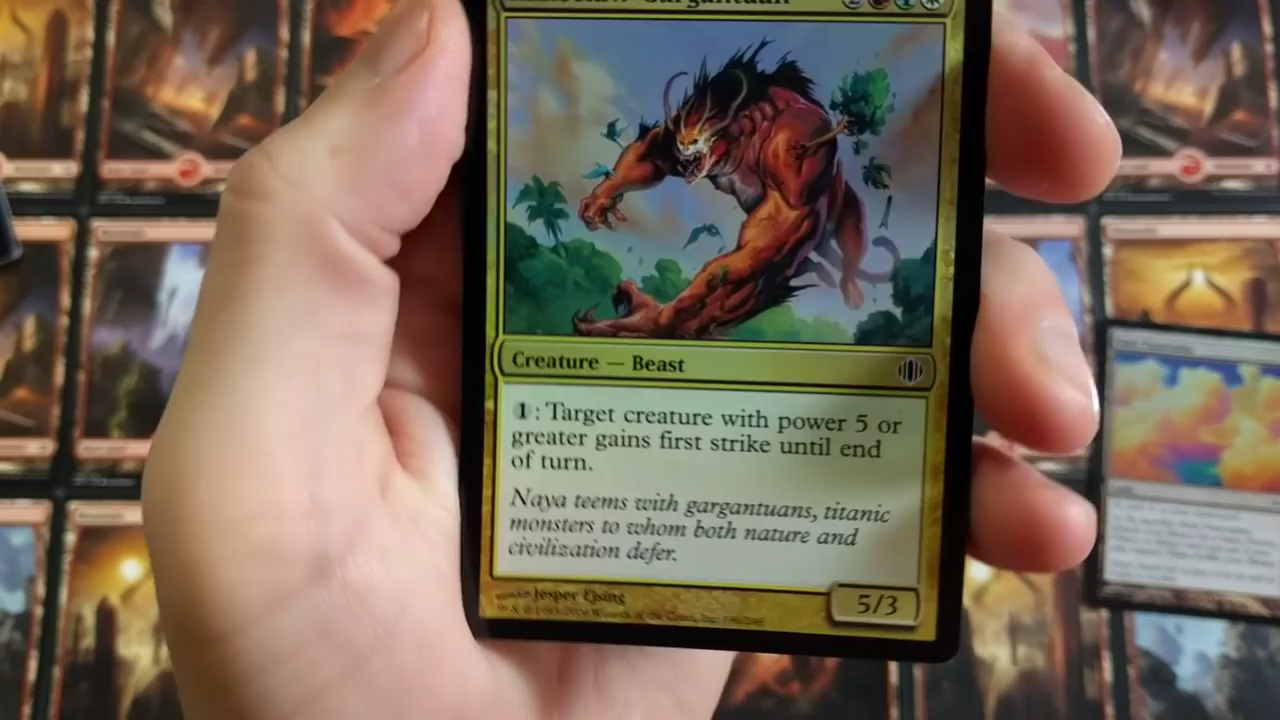 Gargantuan
Creature — Beast
1: Target creature with power 5 or
greater gains first strike until end
of turn.
Naya teems with gargantuans, titanic
monsters to whom both nature and
civilization defer.
Jesper Ejsing
5/3